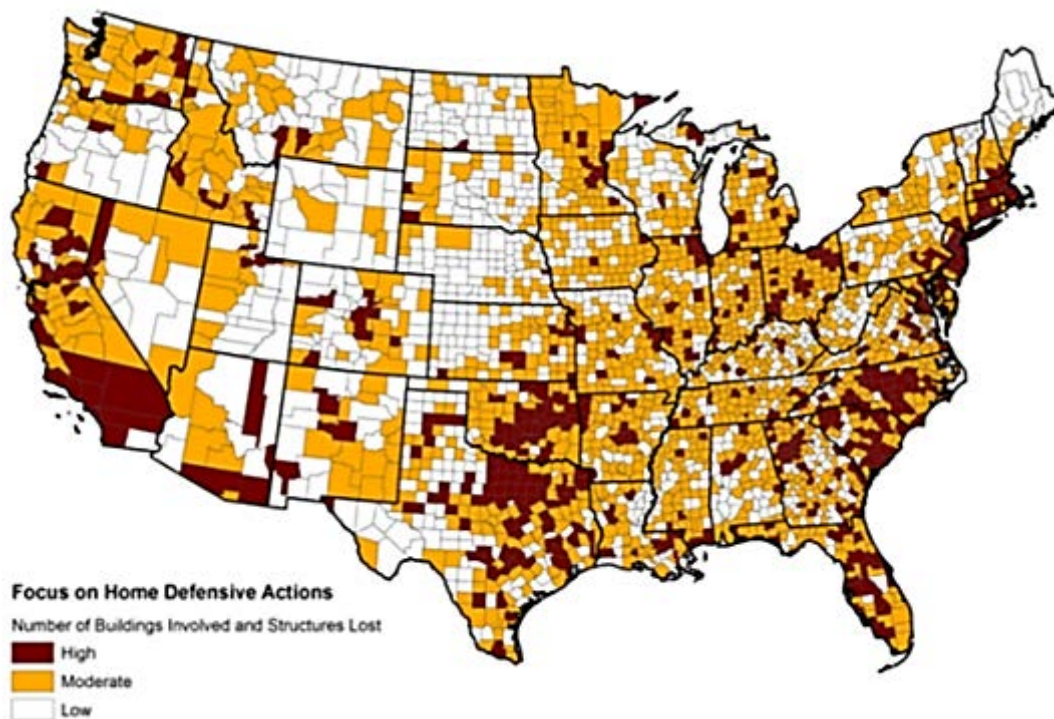 Focus on Home Defensive Actions
Number of Buildings Involved and Structures Lost
High
Moderate
Low